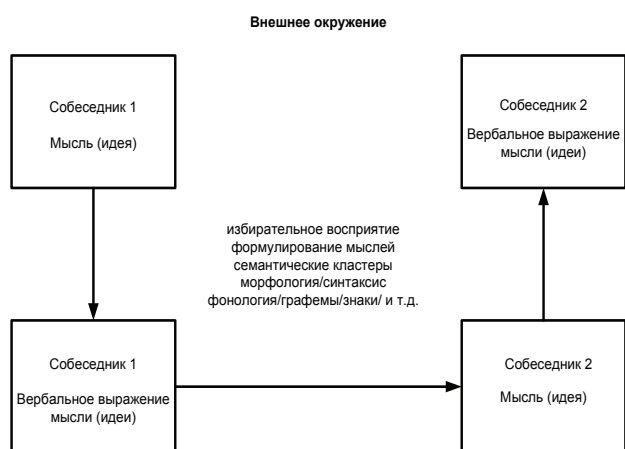 Внешнее окружение
Собеседник 1
Мысль (идея)
Собеседник 2
Вербальное выражение
мысли (идеи)
избирательное восприятие
формулирование мыслей
семантические кластеры
морфология/синтаксис
фонология/графемы/знаки/ и т.д.
Собеседник 1
Вербальное выражение
мысли (идеи)
Собеседник 2
Мысль (идея)